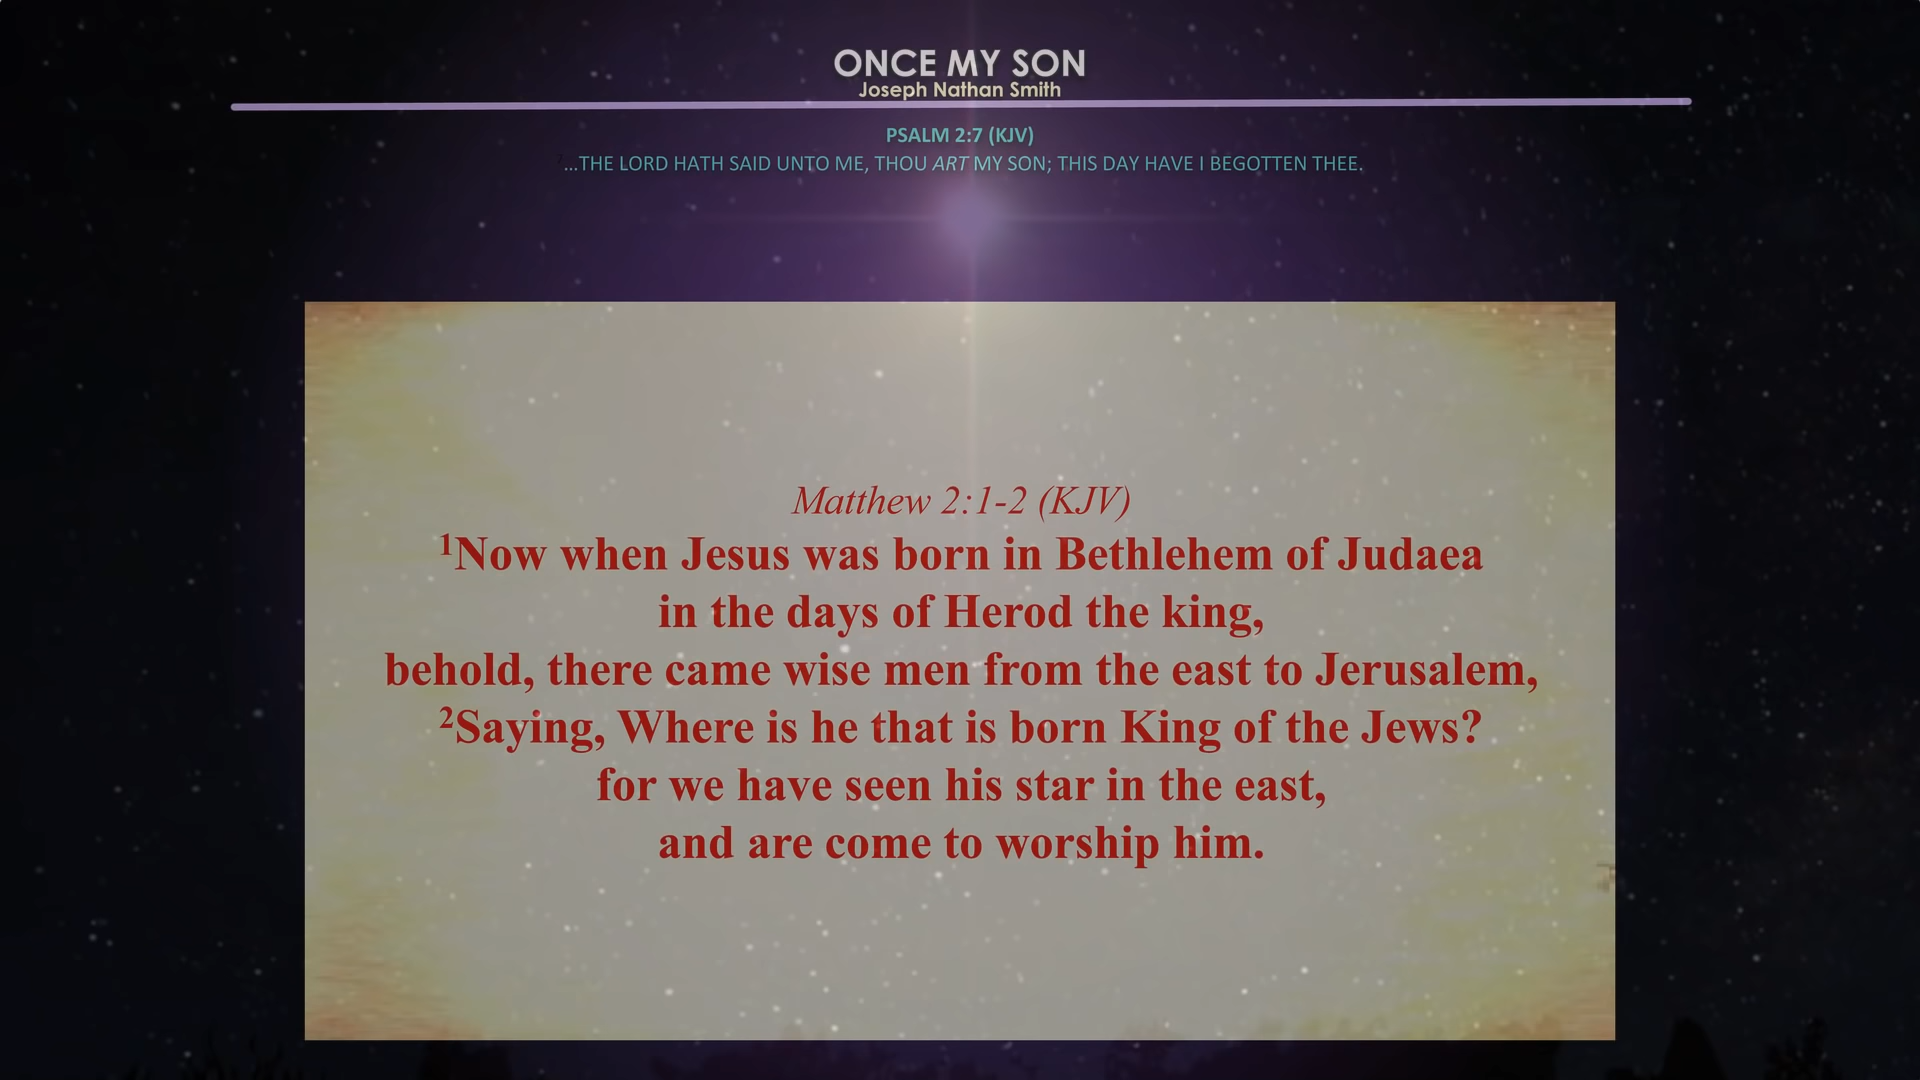 ONCE MY SON
Joseph Nathan Smith
PSALM 2:7 (KJV)
...THE LORD HATH SAID UNTO ME, THOU ART MY SON; THIS DAY HAVE I BEGOTTEN THEE.
Matthew 2:1-2 (KJV)
¹Now when Jesus was born in Bethlehem of Judaea
in the days of Herod the king,
behold, there came wise men from the east to Jerusalem,
²Saying, Where is he that is born King of the Jews?
for we have seen his star in the east,
and are come to worship him.